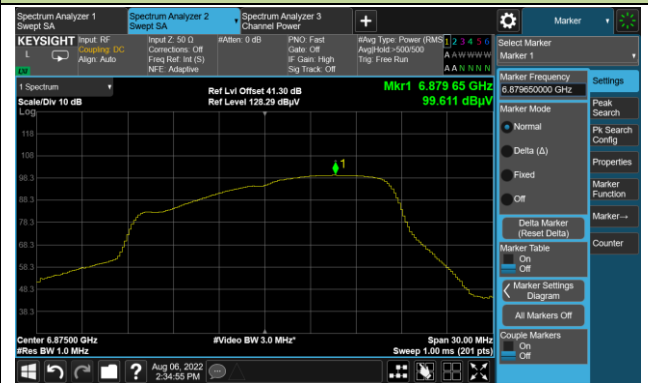 Spectrum Analyzer 1
Swept SA
Spectrum Analyzer 2
Swept SA
Spectrum Analyzer 3
Channel Power
Marker
KEYSIGHT
L
Input: RF
Coupling: DC
Align: Auto
Input Z: 50 Ω
Corrections: Off
Freq Ref: Int (S)
NFE: Adaptive
#Atten: 0 dB
PNO: Fast
Gate: Off
IF Gain: High
Sig Track: Off
#Avg Type: Power (RMS
Avg|Hold:>500/500
Trig: Free Run
1 2 3 4 5 6
A A W W W W
A A N N N N
Select Marker
Marker 1
1 Spectrum
Scale/Div 10 dB
Ref Lvl Offset 41.30 dB
Ref Level 128.29 dBµV
Mkr1 6.879 65 GHz
99.611 dBµV
Log
118
108
98.3
88.3
78.3
68.3
58.3
48.3
38.3
1
Center 6.87500 GHz
#Res BW 1.0 MHz
#Video BW 3.0 MHz*
Span 30.00 MHz
Sweep 1.00 ms (201 pts)
Marker Frequency
6.879650000 GHz
Marker Mode
Normal
Delta (Δ)
Fixed
Off
Delta Marker
(Reset Delta)
Marker Table
On
Off
Marker Settings
Diagram
All Markers Off
Couple Markers
On
Off
Settings
Peak
Search
Pk Search
Config
Properties
Marker
Function
Marker→
Counter
?
Aug 06, 2022
2:34:55 PM